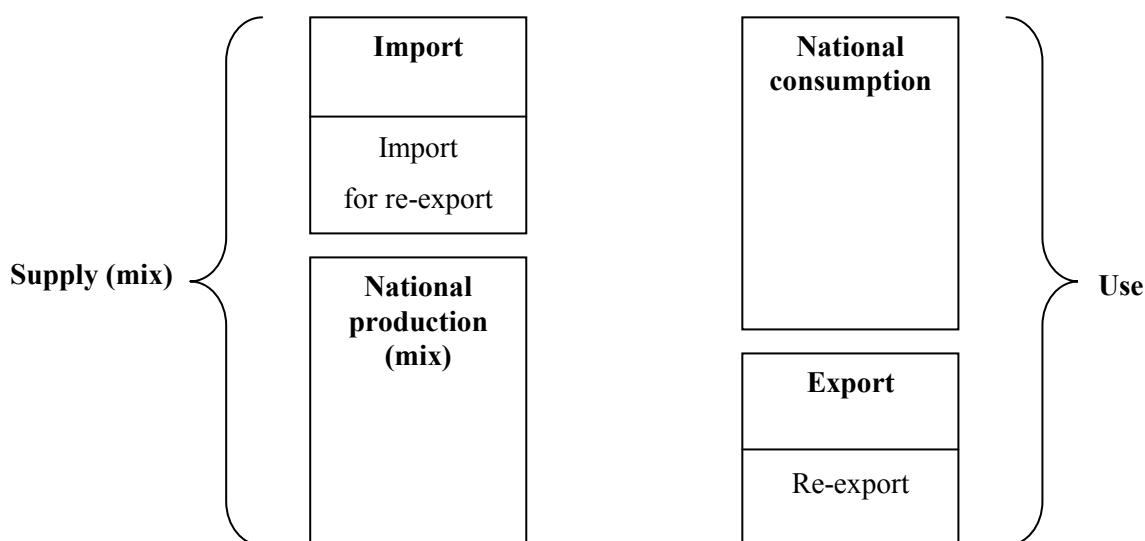 Import
Import
for re-export
Supply (mix)
National
production
(mix)
National
consumption
Export
Re-export
Use